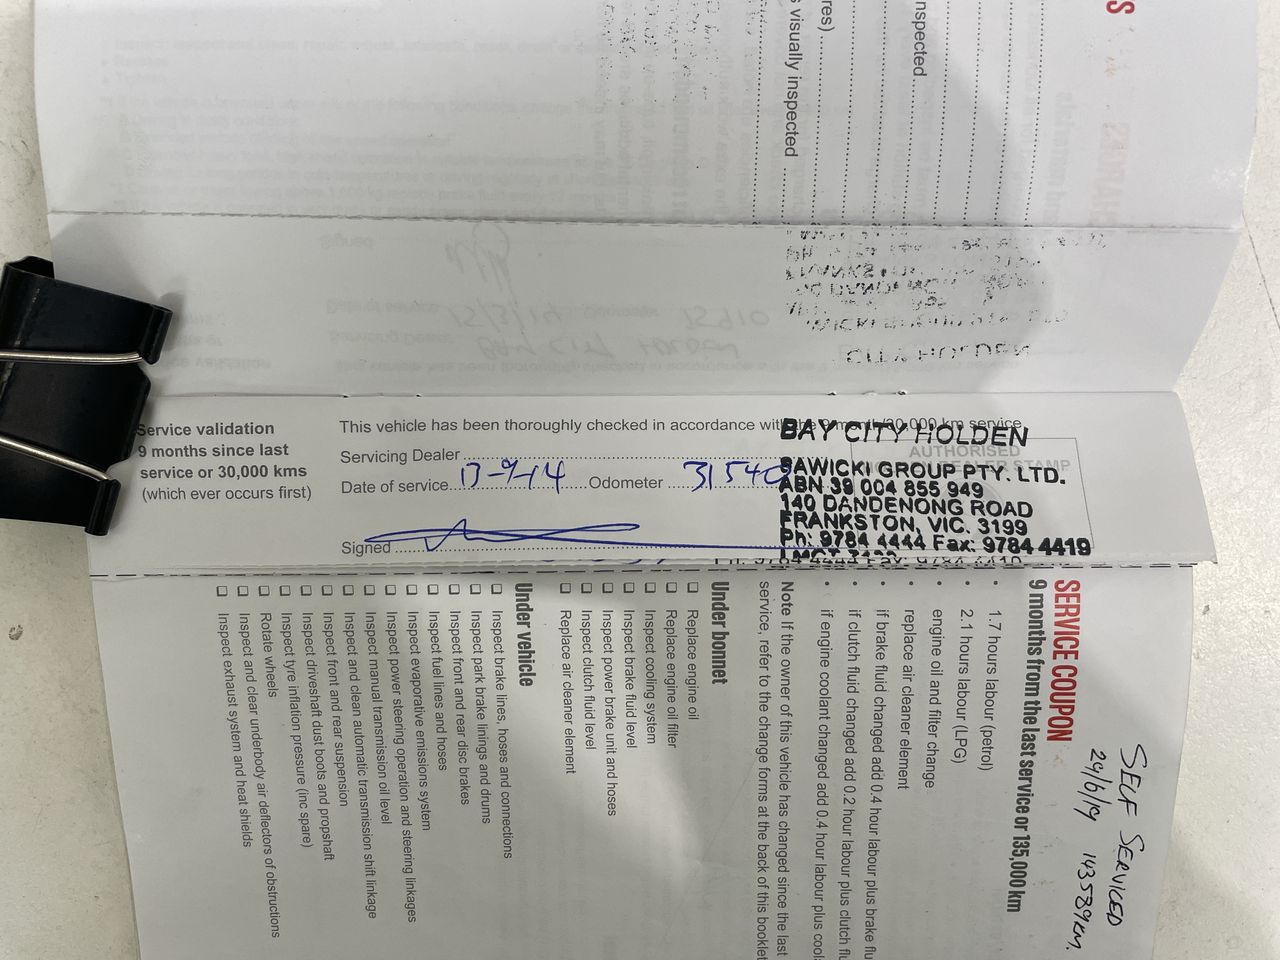 S
nspected
res)
s visually inspected
CITY HOLDEN
Service validation
9 months since last
service or 30,000 kms
(which ever occurs first)
This vehicle has been thoroughly checked in accordance with the 9 month/30,000 km service
Servicing Dealer
Date of service Odometer 31540
Signed
AUTHORISED
STAMP
BAY CITY HOLDEN
SAWICKI GROUP PTY. LTD.
ABN 39 004 855 949
140 DANDENONG ROAD
FRANKSTON, VIC. 3199
Ph: 9784 4444 Fax: 9784 4419
SELF SERVICED
29/6/19 143589KM.
SERVICE COUPON
9 months from the last service or 135,000 km
• 1.7 hours labour (petrol)
• 2.1 hours labour (LPG)
• engine oil and filter change
• replace air cleaner element
• if brake fluid changed add 0.4 hour labour plus brake flu
• if clutch fluid changed add 0.2 hour labour plus clutch flu
• if engine coolant changed add 0.4 hour labour plus coola
Note If the owner of this vehicle has changed since the last
service, refer to the change forms at the back of this booklet
Under bonnet
❑ Replace engine oil
❑ Replace engine oil filter
❑ Inspect cooling system
❑ Inspect brake fluid level
❑ Inspect power brake unit and hoses
❑ Inspect clutch fluid level
❑ Replace air cleaner element
Under vehicle
❑ Inspect brake lines, hoses and connections
❑ Inspect park brake linings and drums
❑ Inspect front and rear disc brakes
❑ Inspect fuel lines and hoses
❑ Inspect evaporative emissions system
❑ Inspect power steering operation and steering linkages
❑ Inspect manual transmission oil level
❑ Inspect and clean automatic transmission shift linkage
❑ Inspect front and rear suspension
❑ Inspect driveshaft dust boots and propshaft
❑ Inspect tyre inflation pressure (inc spare)
❑ Rotate wheels
❑ Inspect and clear underbody air deflectors of obstructions
❑ Inspect exhaust system and heat shields